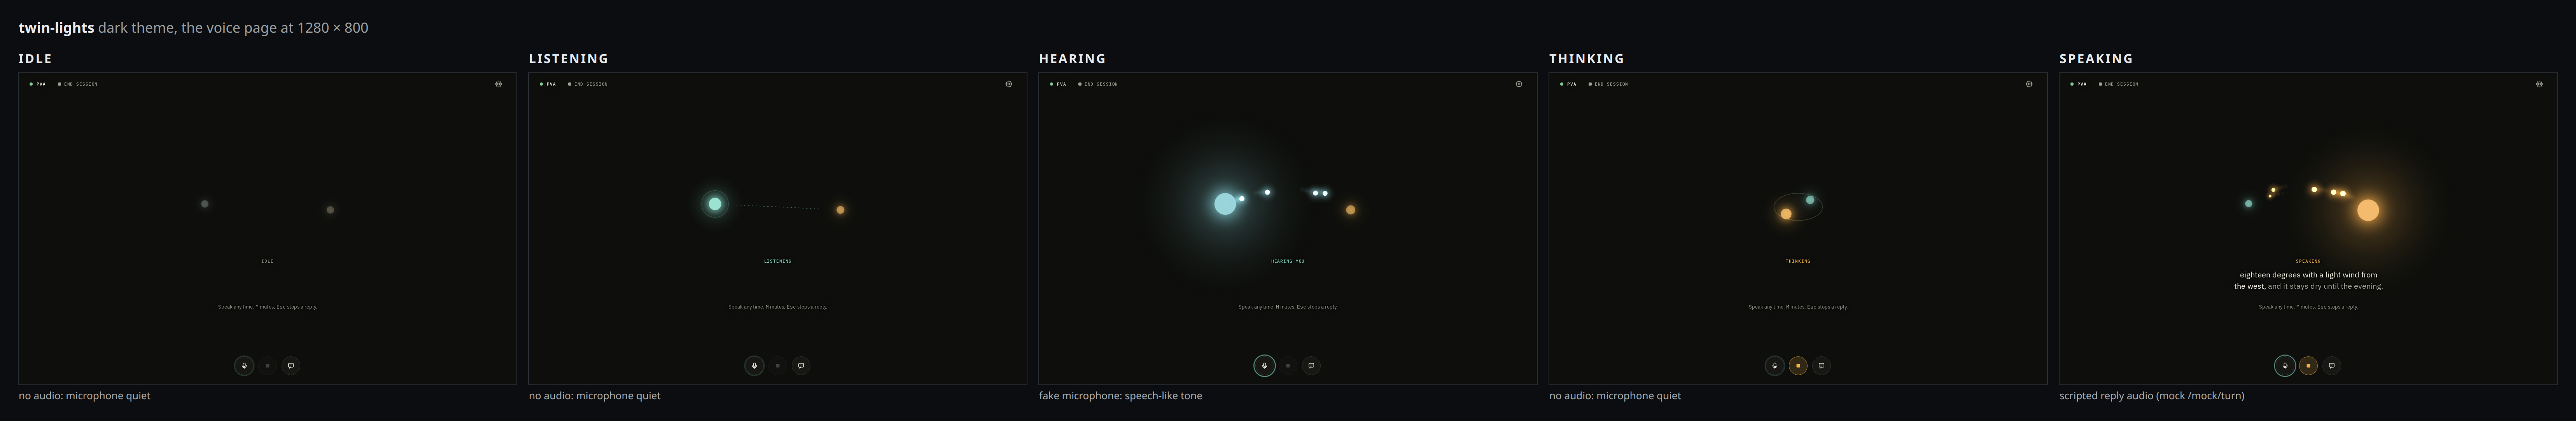 twin-lights dark theme, the voice page at 1280 × 800
IDLE
PVA END SESSION
IDLE
Speak any time. M mutes, Esc stops a reply.
no audio: microphone quiet
LISTENING
PVA END SESSION
LISTENING
Speak any time. M mutes, Esc stops a reply.
no audio: microphone quiet
HEARING
PVA END SESSION
HEARING YOU
Speak any time. M mutes, Esc stops a reply.
fake microphone: speech-like tone
THINKING
PVA END SESSION
THINKING
Speak any time. M mutes, Esc stops a reply.
no audio: microphone quiet
SPEAKING
PVA END SESSION
SPEAKING
eighteen degrees with a light wind from
the west, and it stays dry until the evening.
Speak any time. M mutes, Esc stops a reply.
scripted reply audio (mock /mock/turn)